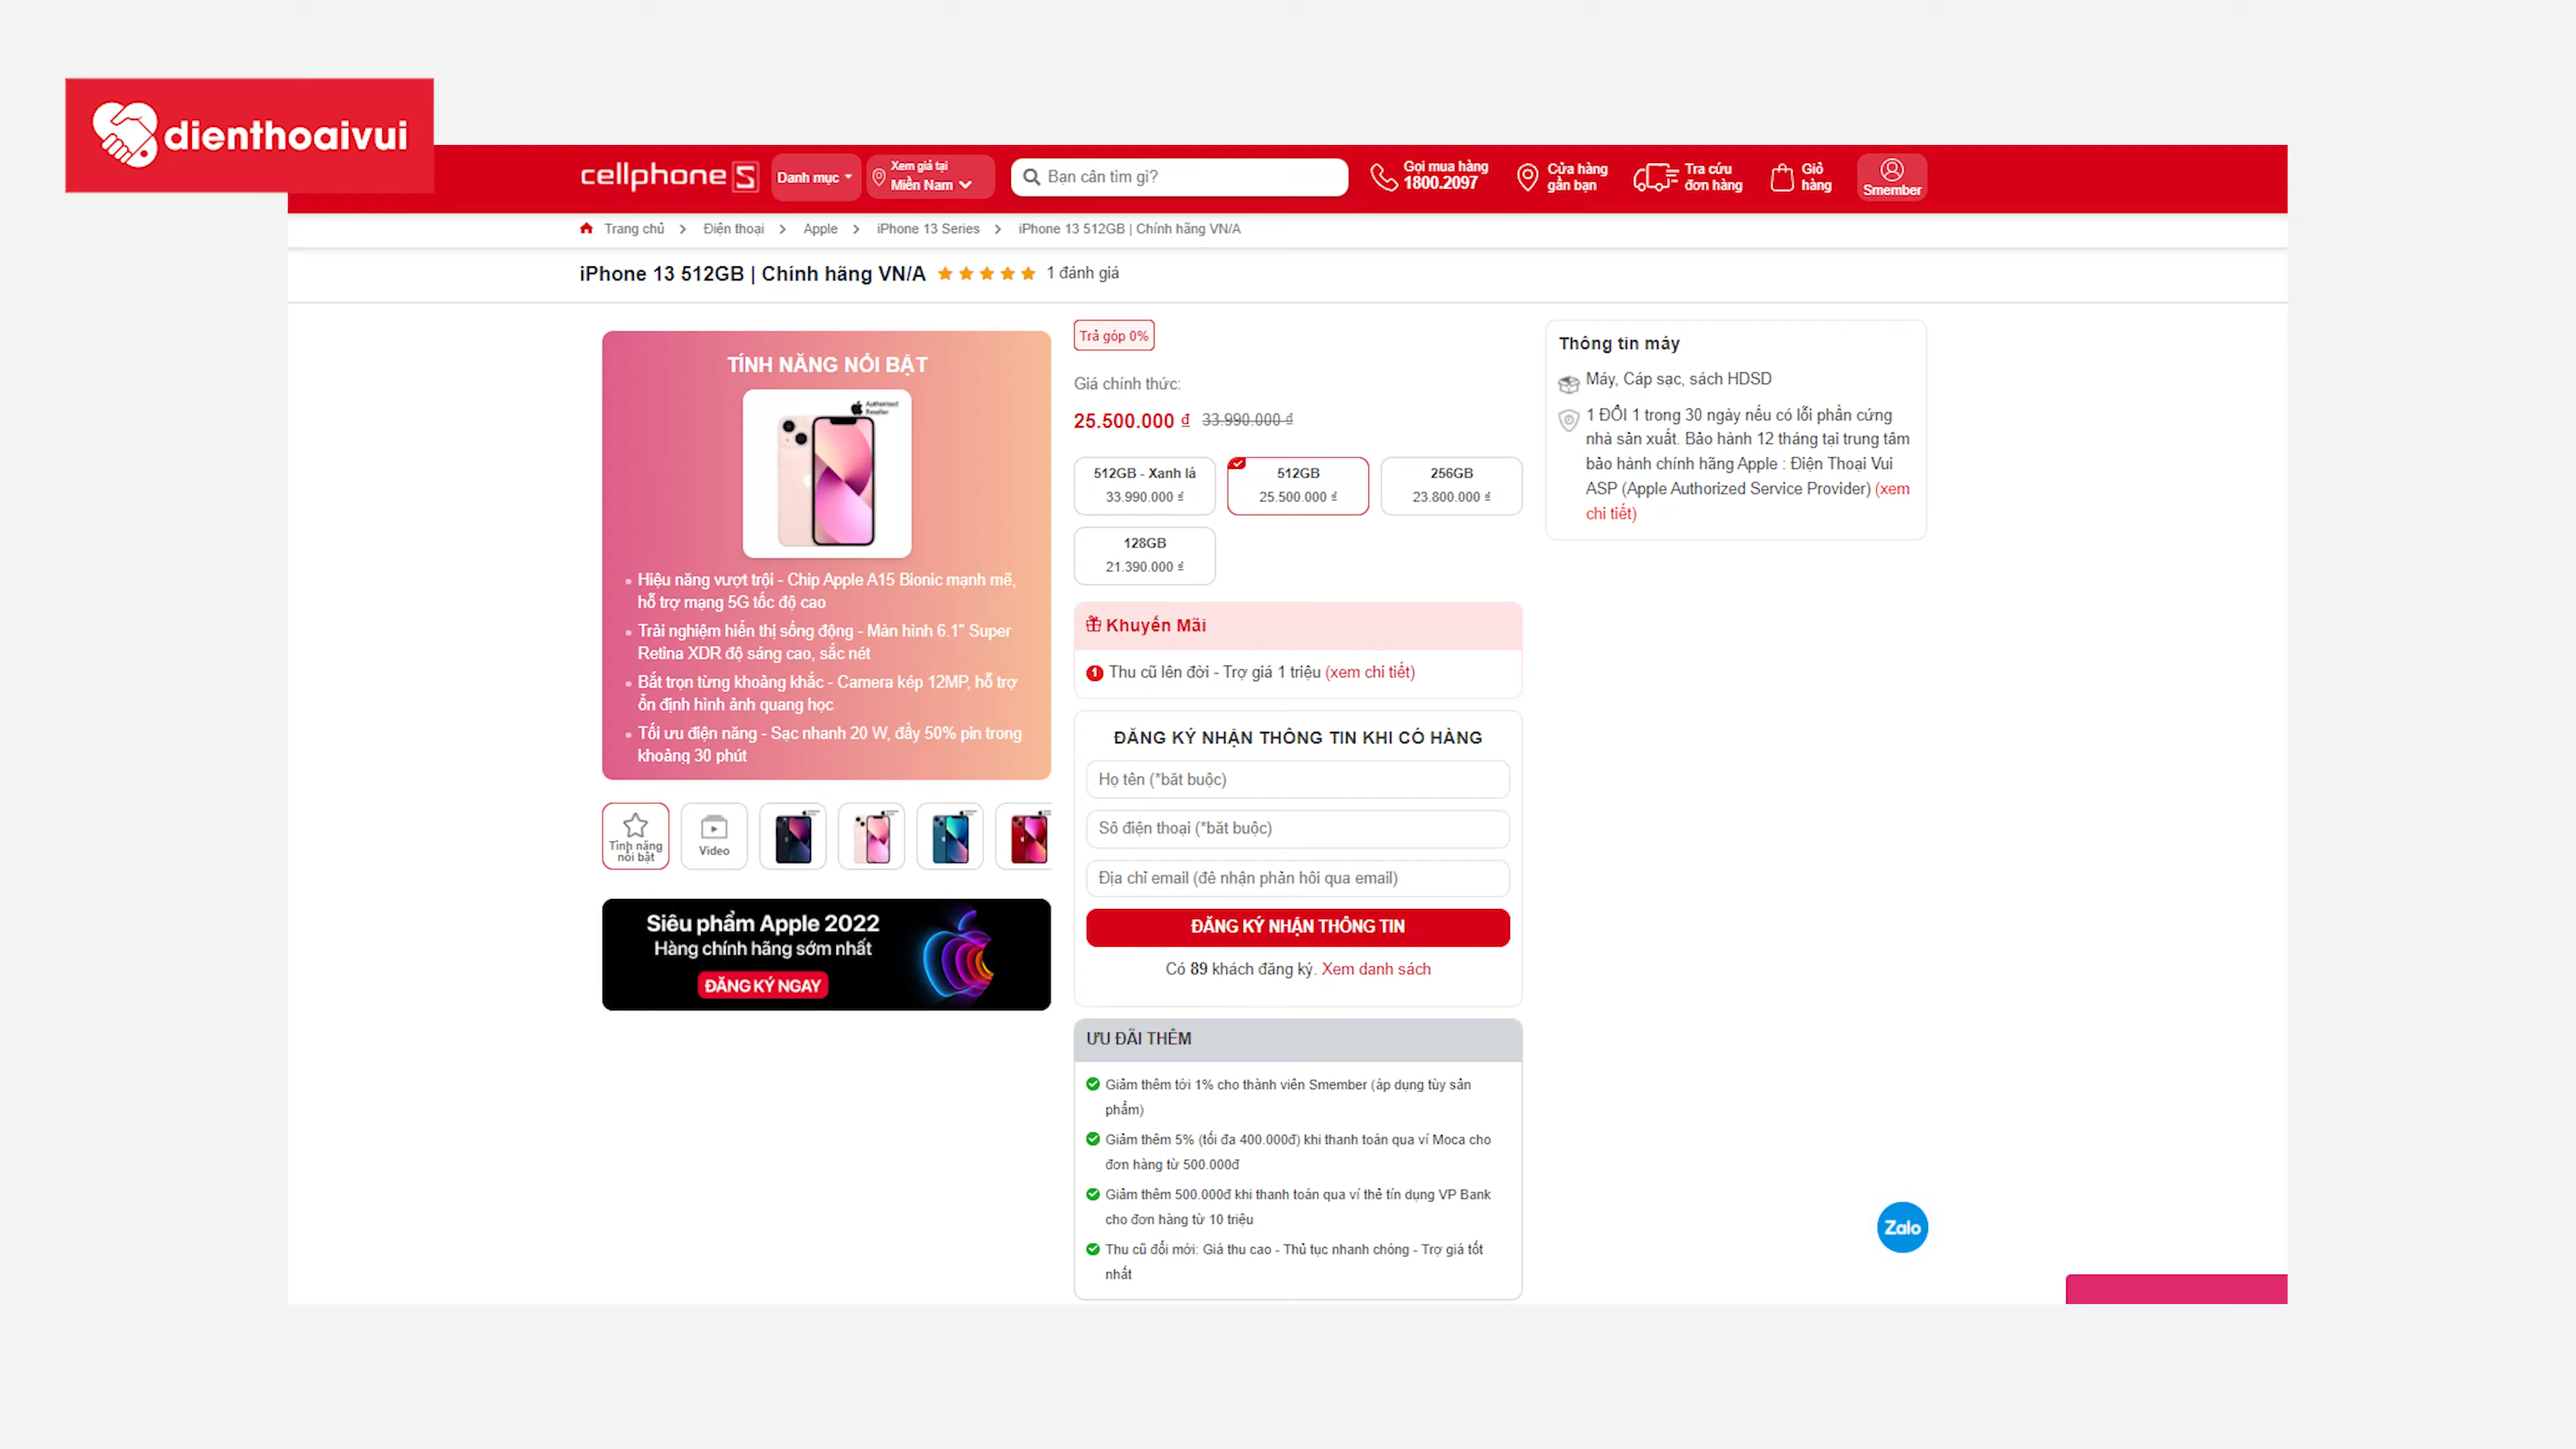 dienthoaivui
cellphoneS
Danh mục
Xem giá tại
Miền Nam
Bạn cần tìm gì?
Gọi mua hàng
1800.2097
Cửa hàng
gần bạn
Tra cứu
đơn hàng
Giỏ
hàng
Smember
Trang chủ
Điện thoại
Apple
iPhone 13 Series
iPhone 13 512GB | Chính hãng VN/A
iPhone 13 512GB | Chính hãng VN/A
1 đánh giá
TÍNH NĂNG NỔI BẬT
Authorised
Reseller
Hiệu năng vượt trội - Chip Apple A15 Bionic mạnh mẽ,
hỗ trợ mạng 5G tốc độ cao
Trải nghiệm hiển thị sống động - Màn hình 6.1" Super
Retina XDR độ sáng cao, sắc nét
Bắt trọn từng khoảng khắc - Camera kép 12MP, hỗ trợ
ổn định hình ảnh quang học
Tối ưu điện năng - Sạc nhanh 20 W, đầy 50% pin trong
khoảng 30 phút
Tính năng
nổi bật
Video
Siêu phẩm Apple 2022
Hàng chính hãng sớm nhất
ĐĂNG KÝ NGAY
Trả góp 0%
Giá chính thức:
25.500.000 ₫ 33.990.000 ₫
512GB - Xanh lá
33.990.000 ₫
512GB
25.500.000 ₫
256GB
23.800.000 ₫
128GB
21.390.000 ₫
Khuyến Mãi
1 Thu cũ lên đời - Trợ giá 1 triệu (xem chi tiết)
ĐĂNG KÝ NHẬN THÔNG TIN KHI CÓ HÀNG
Họ tên (*bắt buộc)
Số điện thoại (*bắt buộc)
Địa chỉ email (để nhận phản hồi qua email)
ĐĂNG KÝ NHẬN THÔNG TIN
Có 89 khách đăng ký. Xem danh sách
ƯU ĐÃI THÊM
Giảm thêm tới 1% cho thành viên Smember (áp dụng tùy sản
phẩm)
Giảm thêm 5% (tối đa 400.000đ) khi thanh toán qua ví Moca cho
đơn hàng từ 500.000đ
Giảm thêm 500.000đ khi thanh toán qua ví thẻ tín dụng VP Bank
cho đơn hàng từ 10 triệu
Thu cũ đổi mới: Giá thu cao - Thủ tục nhanh chóng - Trợ giá tốt
nhất
Thông tin máy
Máy, Cáp sạc, sách HDSD
1 ĐỔI 1 trong 30 ngày nếu có lỗi phần cứng
nhà sản xuất. Bảo hành 12 tháng tại trung tâm
bảo hành chính hãng Apple : Điện Thoại Vui
ASP (Apple Authorized Service Provider) (xem
chi tiết)
Zalo